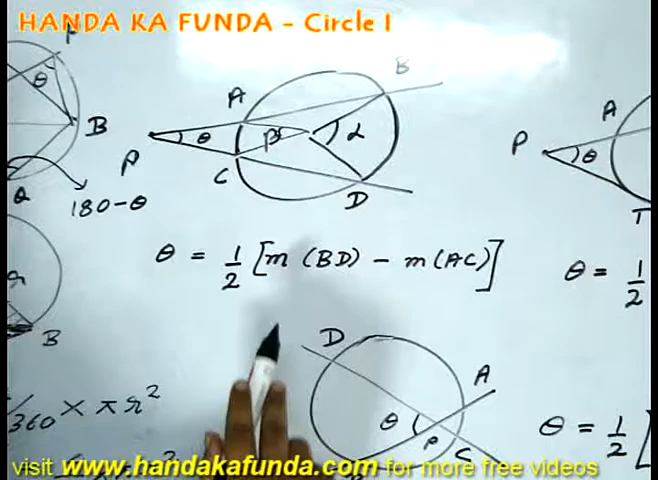 HANDA KA FUNDA - Circle I
A
B
θ
B
P
θ
β
α
C
D
Q
180-θ
P
A
θ
T
θ = 1/2 [m (BD) - m (AC)]
θ = 1/2
B
D
A
θ
P
C
/360 × πr²
θ = 1/2 [
visit www.handakafunda.com for more free videos